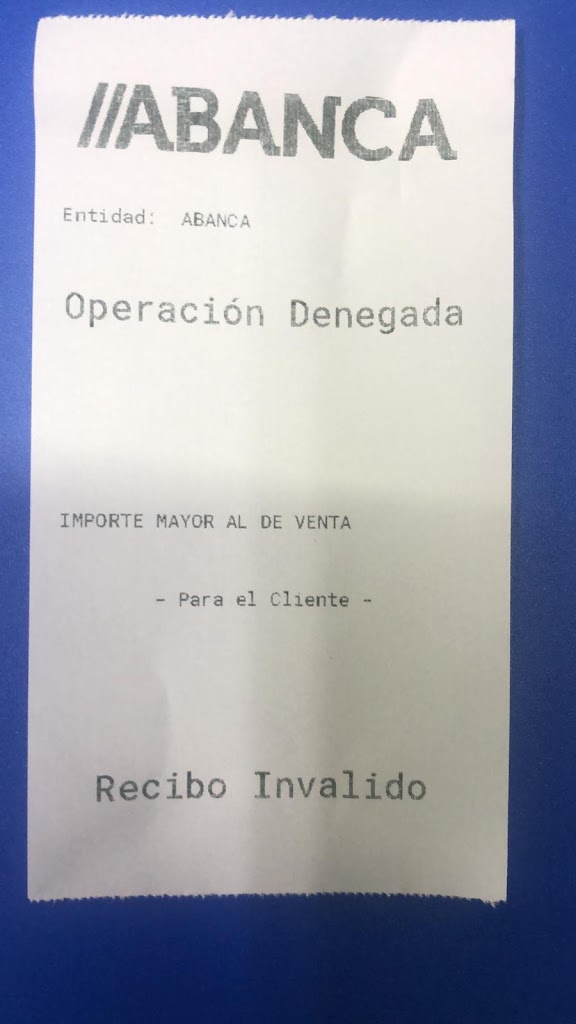 //ABANCA
Entidad: ABANCA
Operación Denegada
IMPORTE MAYOR AL DE VENTA
- Para el Cliente -
Recibo Invalido